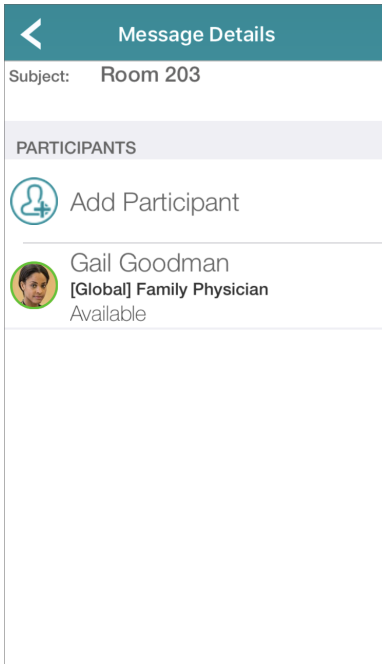 Message Details
Subject: Room 203
PARTICIPANTS
Add Participant
Gail Goodman
[Global] Family Physician
Available